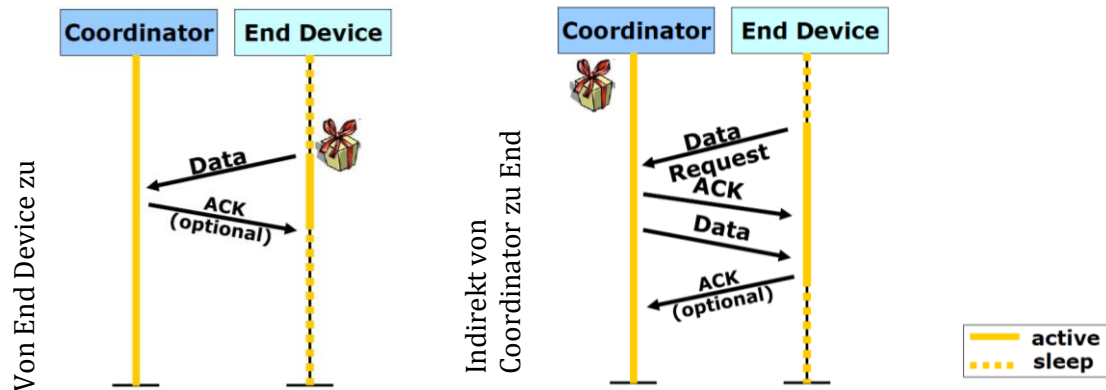 Von End Device zu
Coordinator
End Device
Data
ACK
(optional)
Indirekt von
Coordinator zu End
Coordinator
End Device
Data
Request
ACK
Data
ACK
(optional)
active
sleep